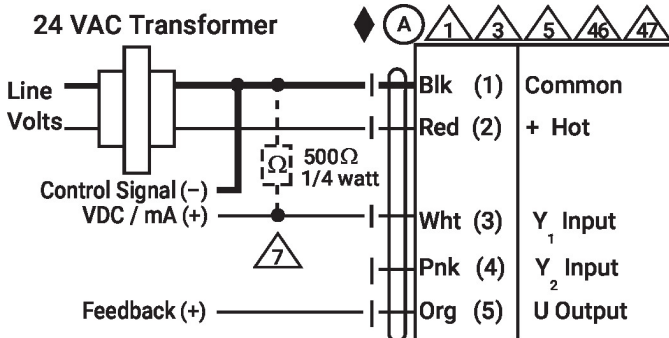 24 VAC Transformer
A 1 3 5 46 47
Line
Volts
Blk (1) Common
Red (2) + Hot
Ω 500Ω
1/4 watt
Control Signal (−)
VDC / mA (+)
Wht (3) Y1 Input
7
Pnk (4) Y2 Input
Feedback (+)
Org (5) U Output